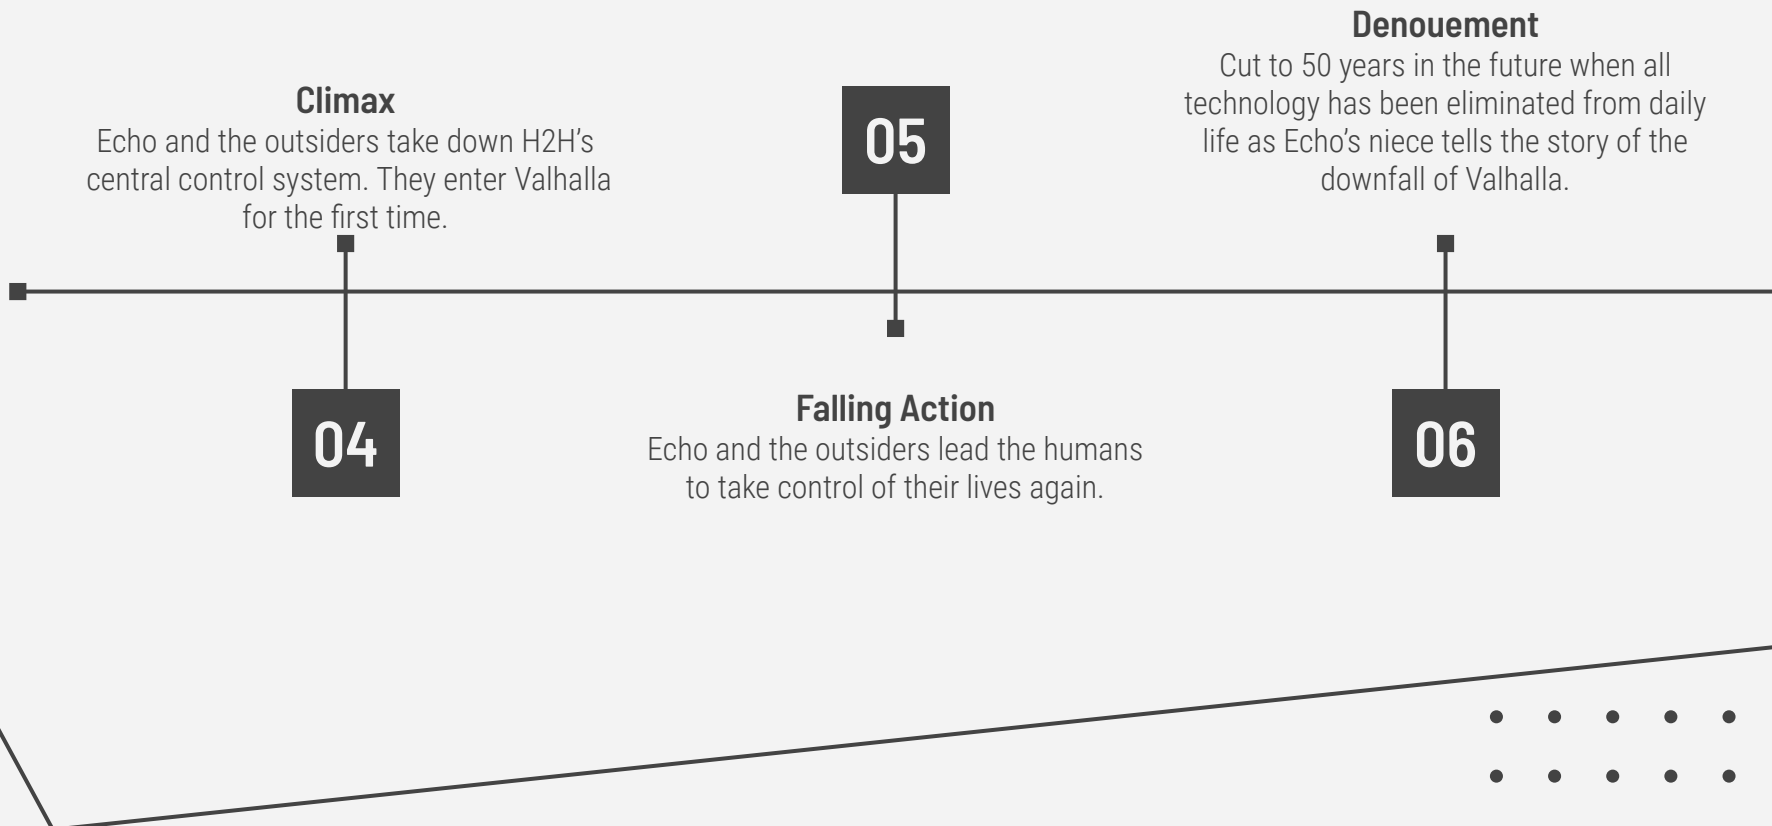 Climax
Echo and the outsiders take down H2H’s
central control system. They enter Valhalla
for the first time.
04
05
Falling Action
Echo and the outsiders lead the humans
to take control of their lives again.
Denouement
Cut to 50 years in the future when all
technology has been eliminated from daily
life as Echo’s niece tells the story of the
downfall of Valhalla.
06